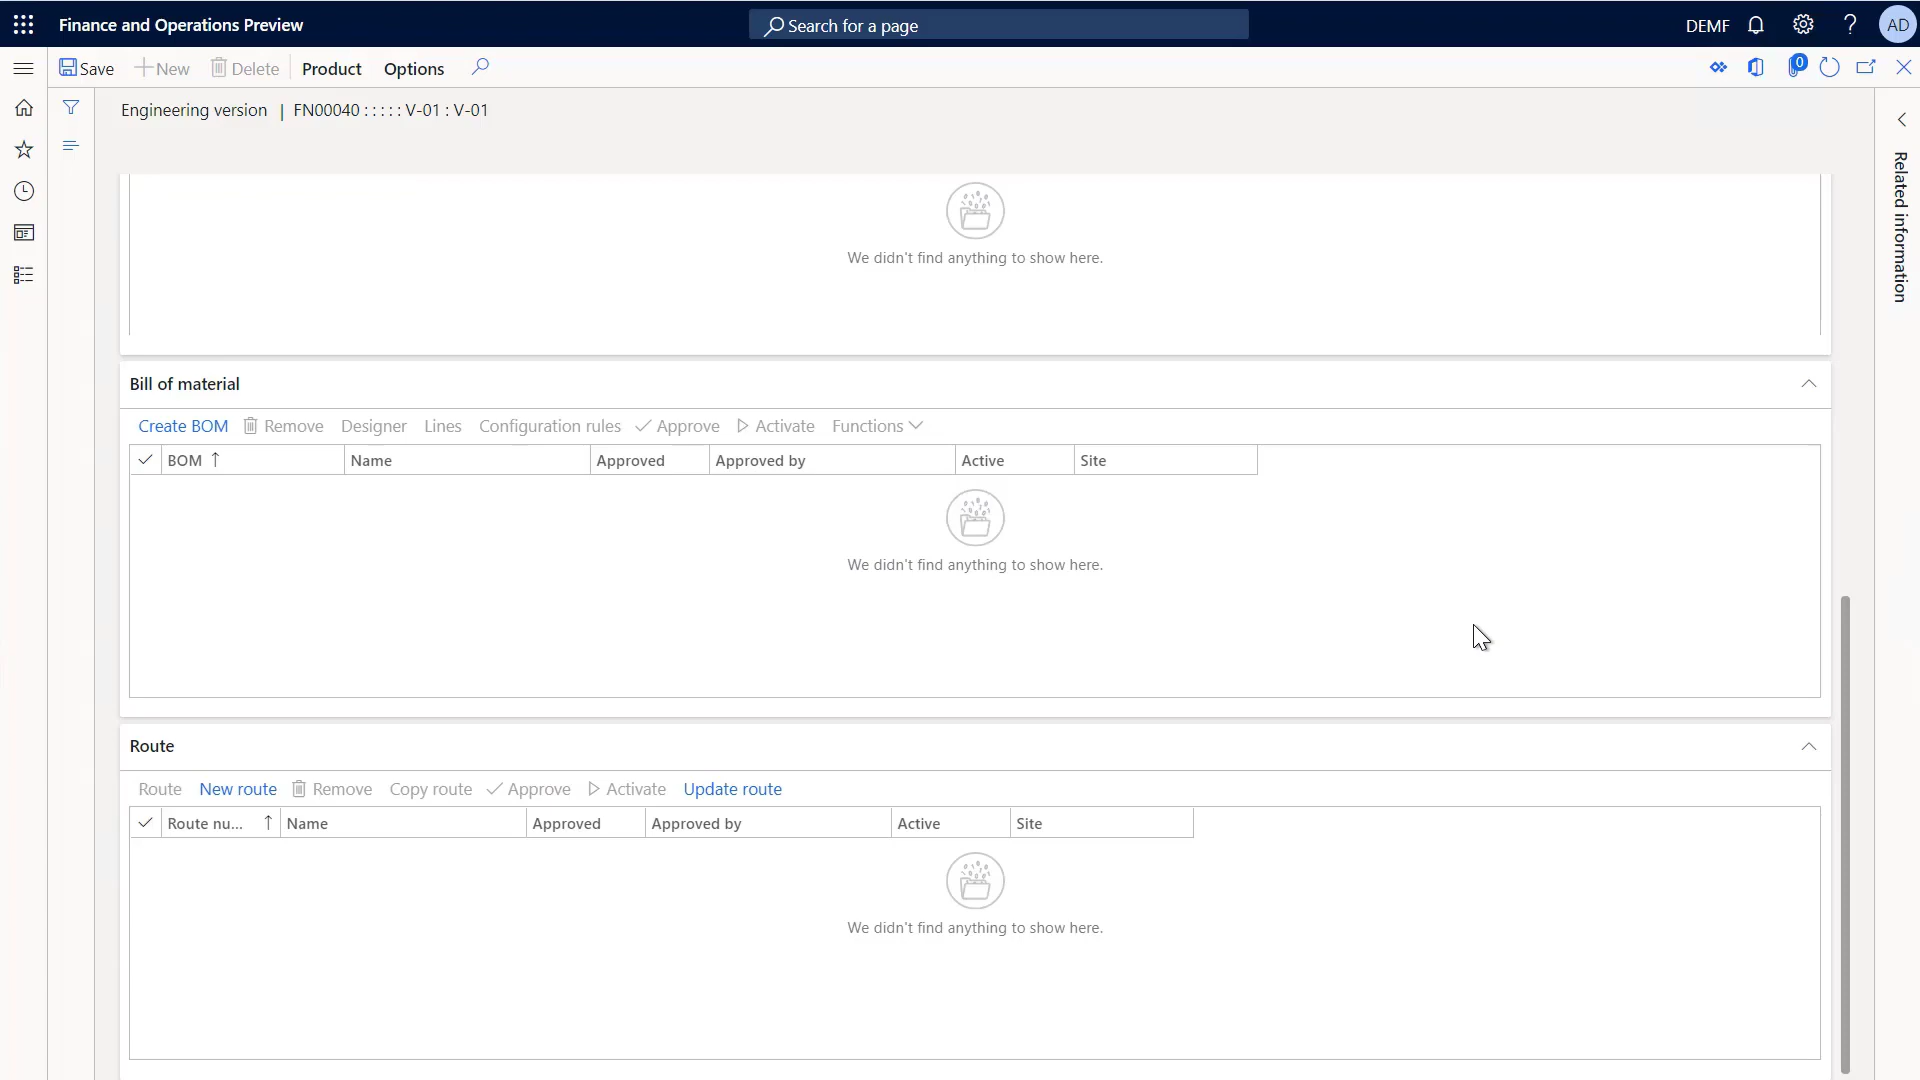 Finance and Operations Preview
Search for a page
DEMF
?
AD
Save
New
Delete
Product
Options
0
Engineering version | FN00040 : : : : : V-01 : V-01
Related information
We didn't find anything to show here.
Bill of material
Create BOM Remove Designer Lines Configuration rules Approve Activate Functions
BOM Name Approved Approved by Active Site
We didn't find anything to show here.
Route
Route New route Remove Copy route Approve Activate Update route
Route nu... Name Approved Approved by Active Site
We didn't find anything to show here.